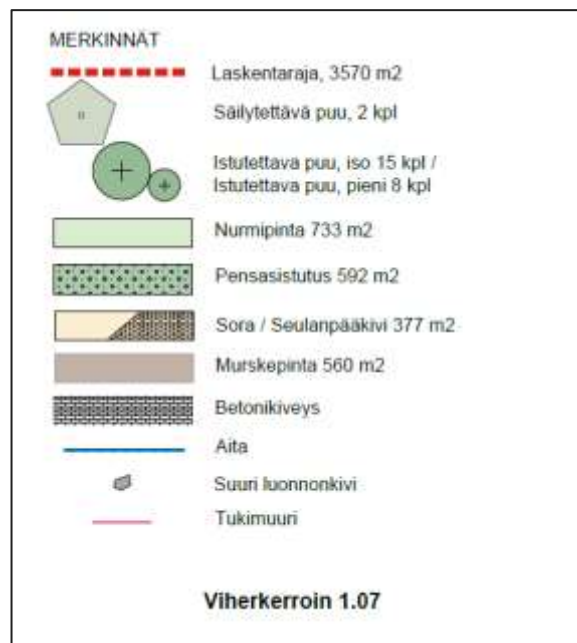 MERKINNÄT
Laskentaraja, 3570 m2
Säilytettävä puu, 2 kpl
Istutettava puu, iso 15 kpl /
Istutettava puu, pieni 8 kpl
Nurmipinta 733 m2
Pensasistutus 592 m2
Sora / Seulanpääkivi 377 m2
Murskepinta 560 m2
Betonikiveys
Aita
Suuri luonnonkivi
Tukimuuri
Viherkerroin 1.07